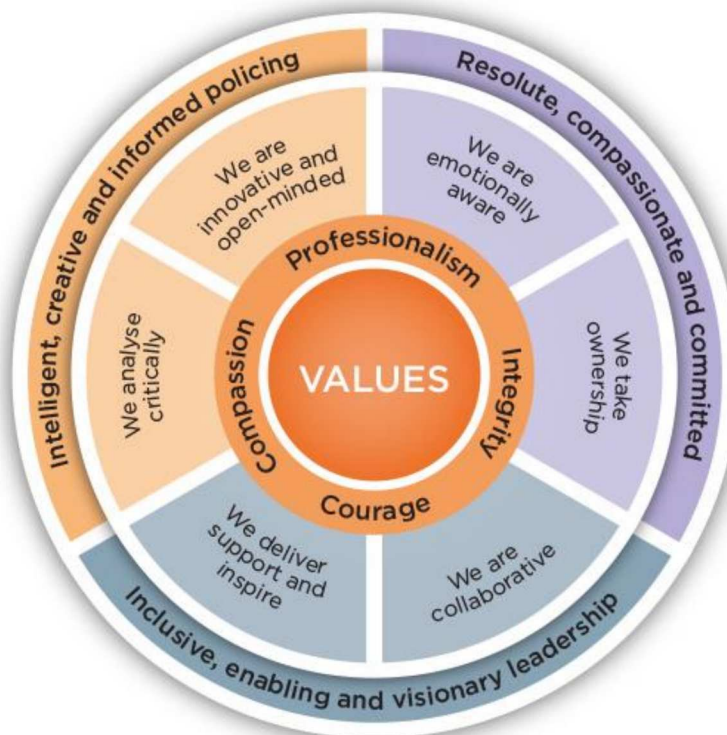 Intelligent, creative and informed policing
Resolute, compassionate and committed
We are
innovative and
open-minded
We are
emotionally
aware
We analyse
critically
We take
ownership
We deliver
support and
inspire
We are
collaborative
Inclusive, enabling and visionary leadership
Professionalism
Integrity
Courage
Compassion
VALUES